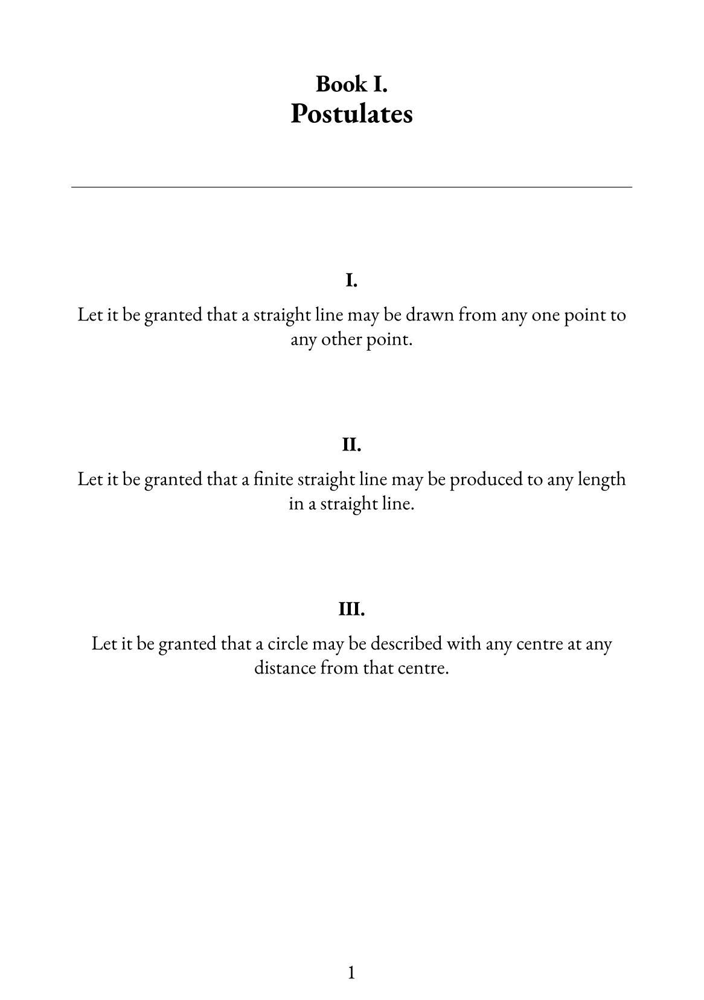 Book I.
Postulates
I.
Let it be granted that a straight line may be drawn from any one point to
any other point.
II.
Let it be granted that a finite straight line may be produced to any length
in a straight line.
III.
Let it be granted that a circle may be described with any centre at any
distance from that centre.
1